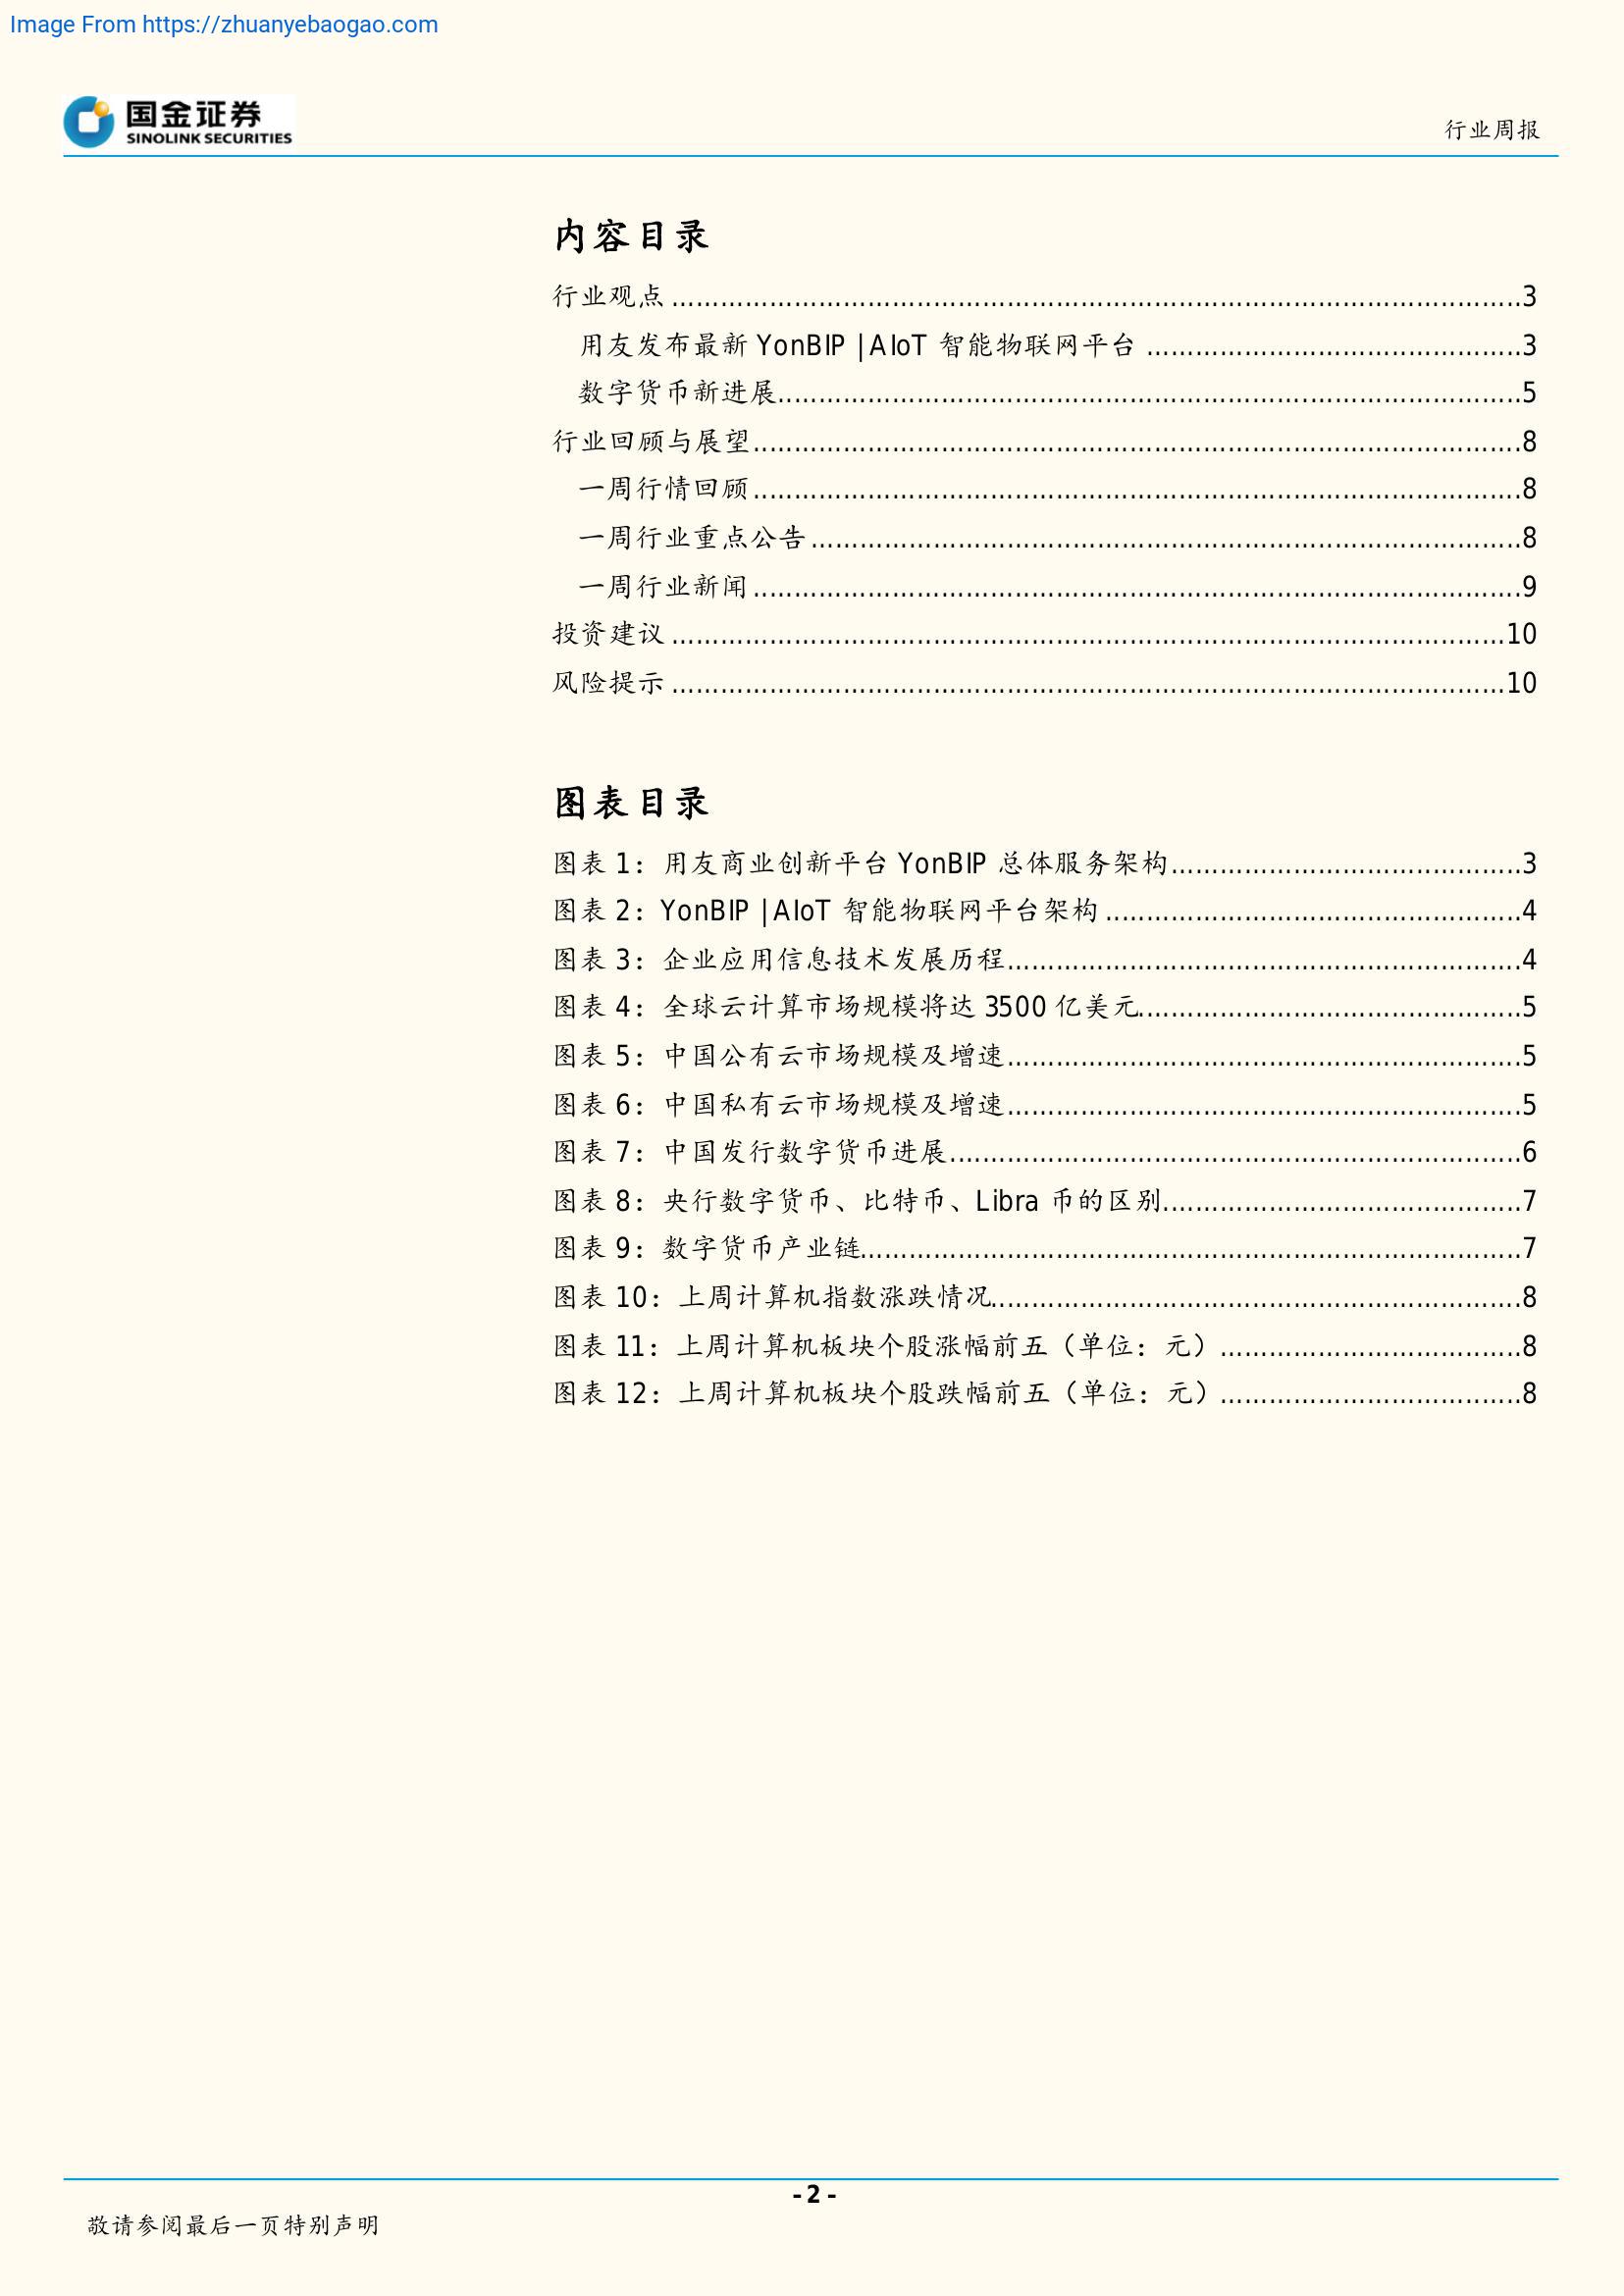 Image From https://zhuanyebaogao.com
国金证券
SINOLINK SECURITIES
行业周报
内容目录
行业观点......3
用友发布最新 YonBIP | AIoT 智能物联网平台......3
数字货币新进展......5
行业回顾与展望......8
一周行情回顾......8
一周行业重点公告......8
一周行业新闻......9
投资建议......10
风险提示......10
图表目录
图表 1：用友商业创新平台 YonBIP 总体服务架构......3
图表 2：YonBIP | AIoT 智能物联网平台架构......4
图表 3：企业应用信息技术发展历程......4
图表 4：全球云计算市场规模将达 3500 亿美元......5
图表 5：中国公有云市场规模及增速......5
图表 6：中国私有云市场规模及增速......5
图表 7：中国发行数字货币进展......6
图表 8：央行数字货币、比特币、Libra 币的区别......7
图表 9：数字货币产业链......7
图表 10：上周计算机指数涨跌情况......8
图表 11：上周计算机板块个股涨幅前五（单位：元）......8
图表 12：上周计算机板块个股跌幅前五（单位：元）......8
- 2 -
敬请参阅最后一页特别声明